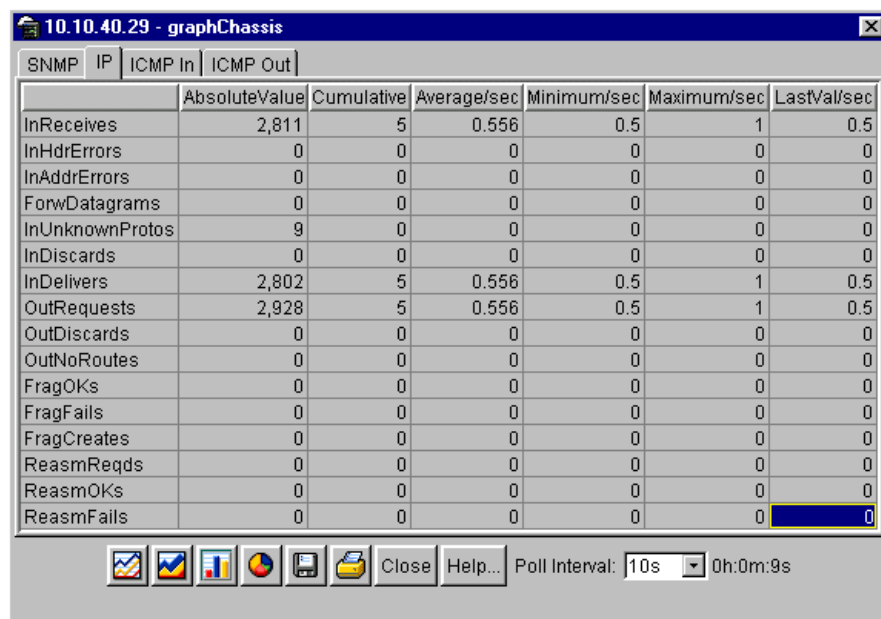 10.10.40.29 - graphChassis
SNMP IP ICMP In ICMP Out
AbsoluteValue Cumulative Average/sec Minimum/sec Maximum/sec LastVal/sec
InReceives 2,811 5 0.556 0.5 1 0.5
InHdrErrors 0 0 0 0 0 0
InAddrErrors 0 0 0 0 0 0
ForwDatagrams 0 0 0 0 0 0
InUnknownProtos 9 0 0 0 0 0
InDiscards 0 0 0 0 0 0
InDelivers 2,802 5 0.556 0.5 1 0.5
OutRequests 2,928 5 0.556 0.5 1 0.5
OutDiscards 0 0 0 0 0 0
OutNoRoutes 0 0 0 0 0 0
FragOKs 0 0 0 0 0 0
FragFails 0 0 0 0 0 0
FragCreates 0 0 0 0 0 0
ReasmReqds 0 0 0 0 0 0
ReasmOKs 0 0 0 0 0 0
ReasmFails 0 0 0 0 0 0
Close Help... Poll Interval: 10s 0h:0m:9s